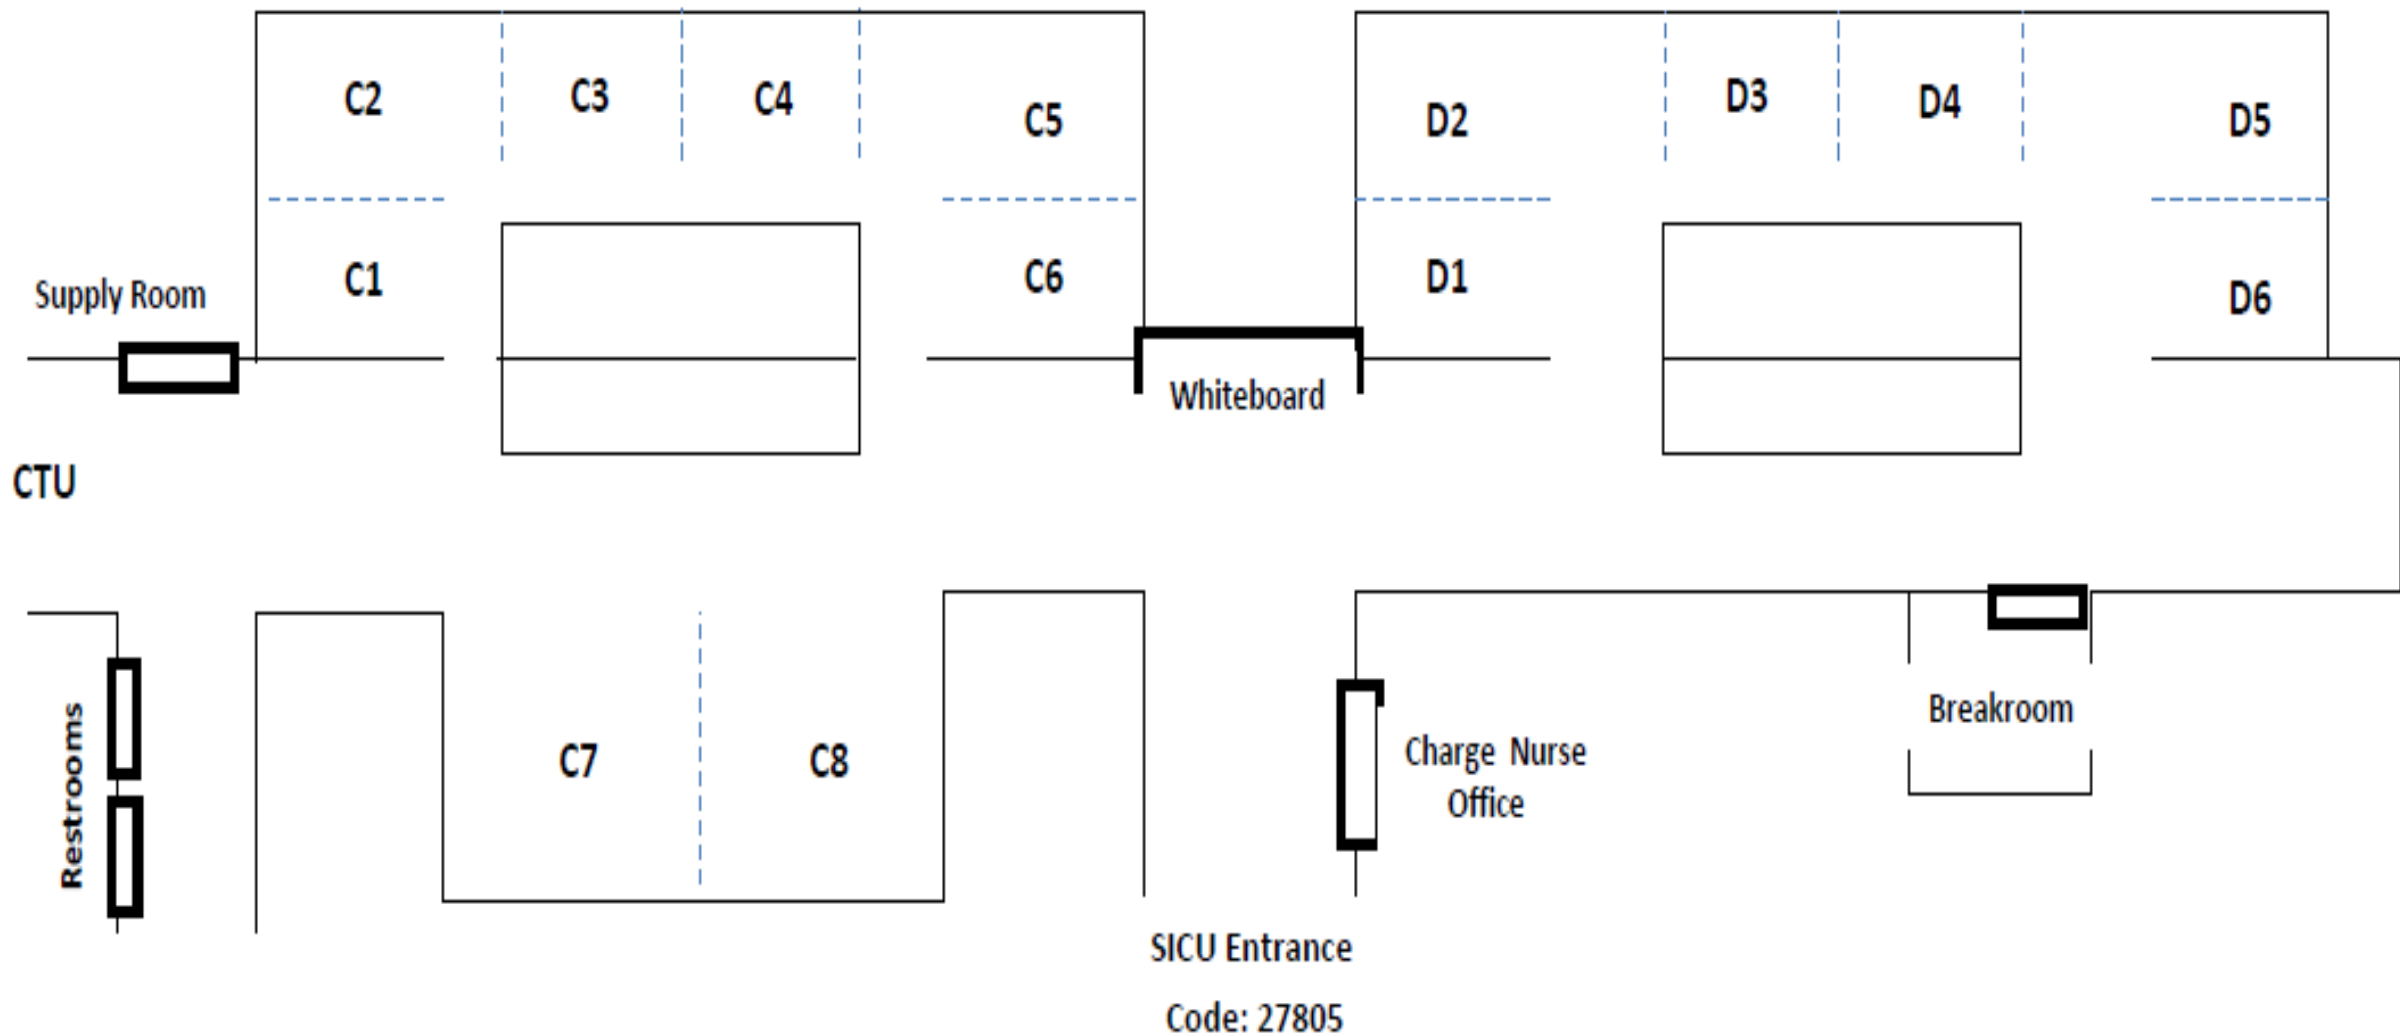 C2
C3
C4
C5
D2
D3
D4
D5
C1
C6
D1
D6
Supply Room
Whiteboard
CTU
Restrooms
C7
C8
Charge Nurse
Office
Breakroom
SICU Entrance
Code: 27805